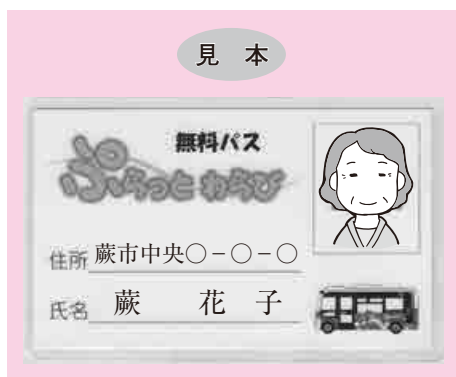 見 本
無料パス
ぷらっと わらび
住所 蕨市中央○－○－○
氏名 蕨 花 子